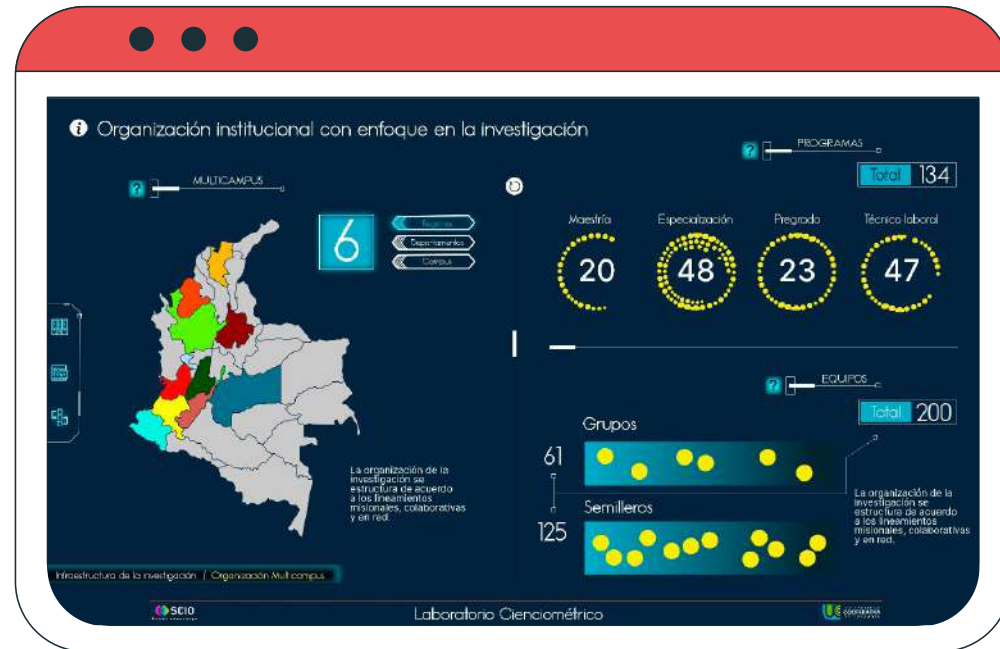 i Organización institucional con enfoque en la investigación
? MULTICAMPUS
6
Regiones
Departamentos
Campus
La organización de la
investigación se
estructura de acuerdo
a los lineamientos
misionales, colaborativas
y en red.
? PROGRAMAS
Total 134
Maestría
20
Especialización
48
Pregrado
23
Técnico laboral
47
? EQUIPOS
Total 200
Grupos
61
Semilleros
125
La organización de la
investigación se
estructura de acuerdo
a los lineamientos
misionales, colaborativas
y en red.
Infraestructura de la investigación / Organización Multicampus
SCIO
Laboratorio Cienciométrico
COOPERATIVA